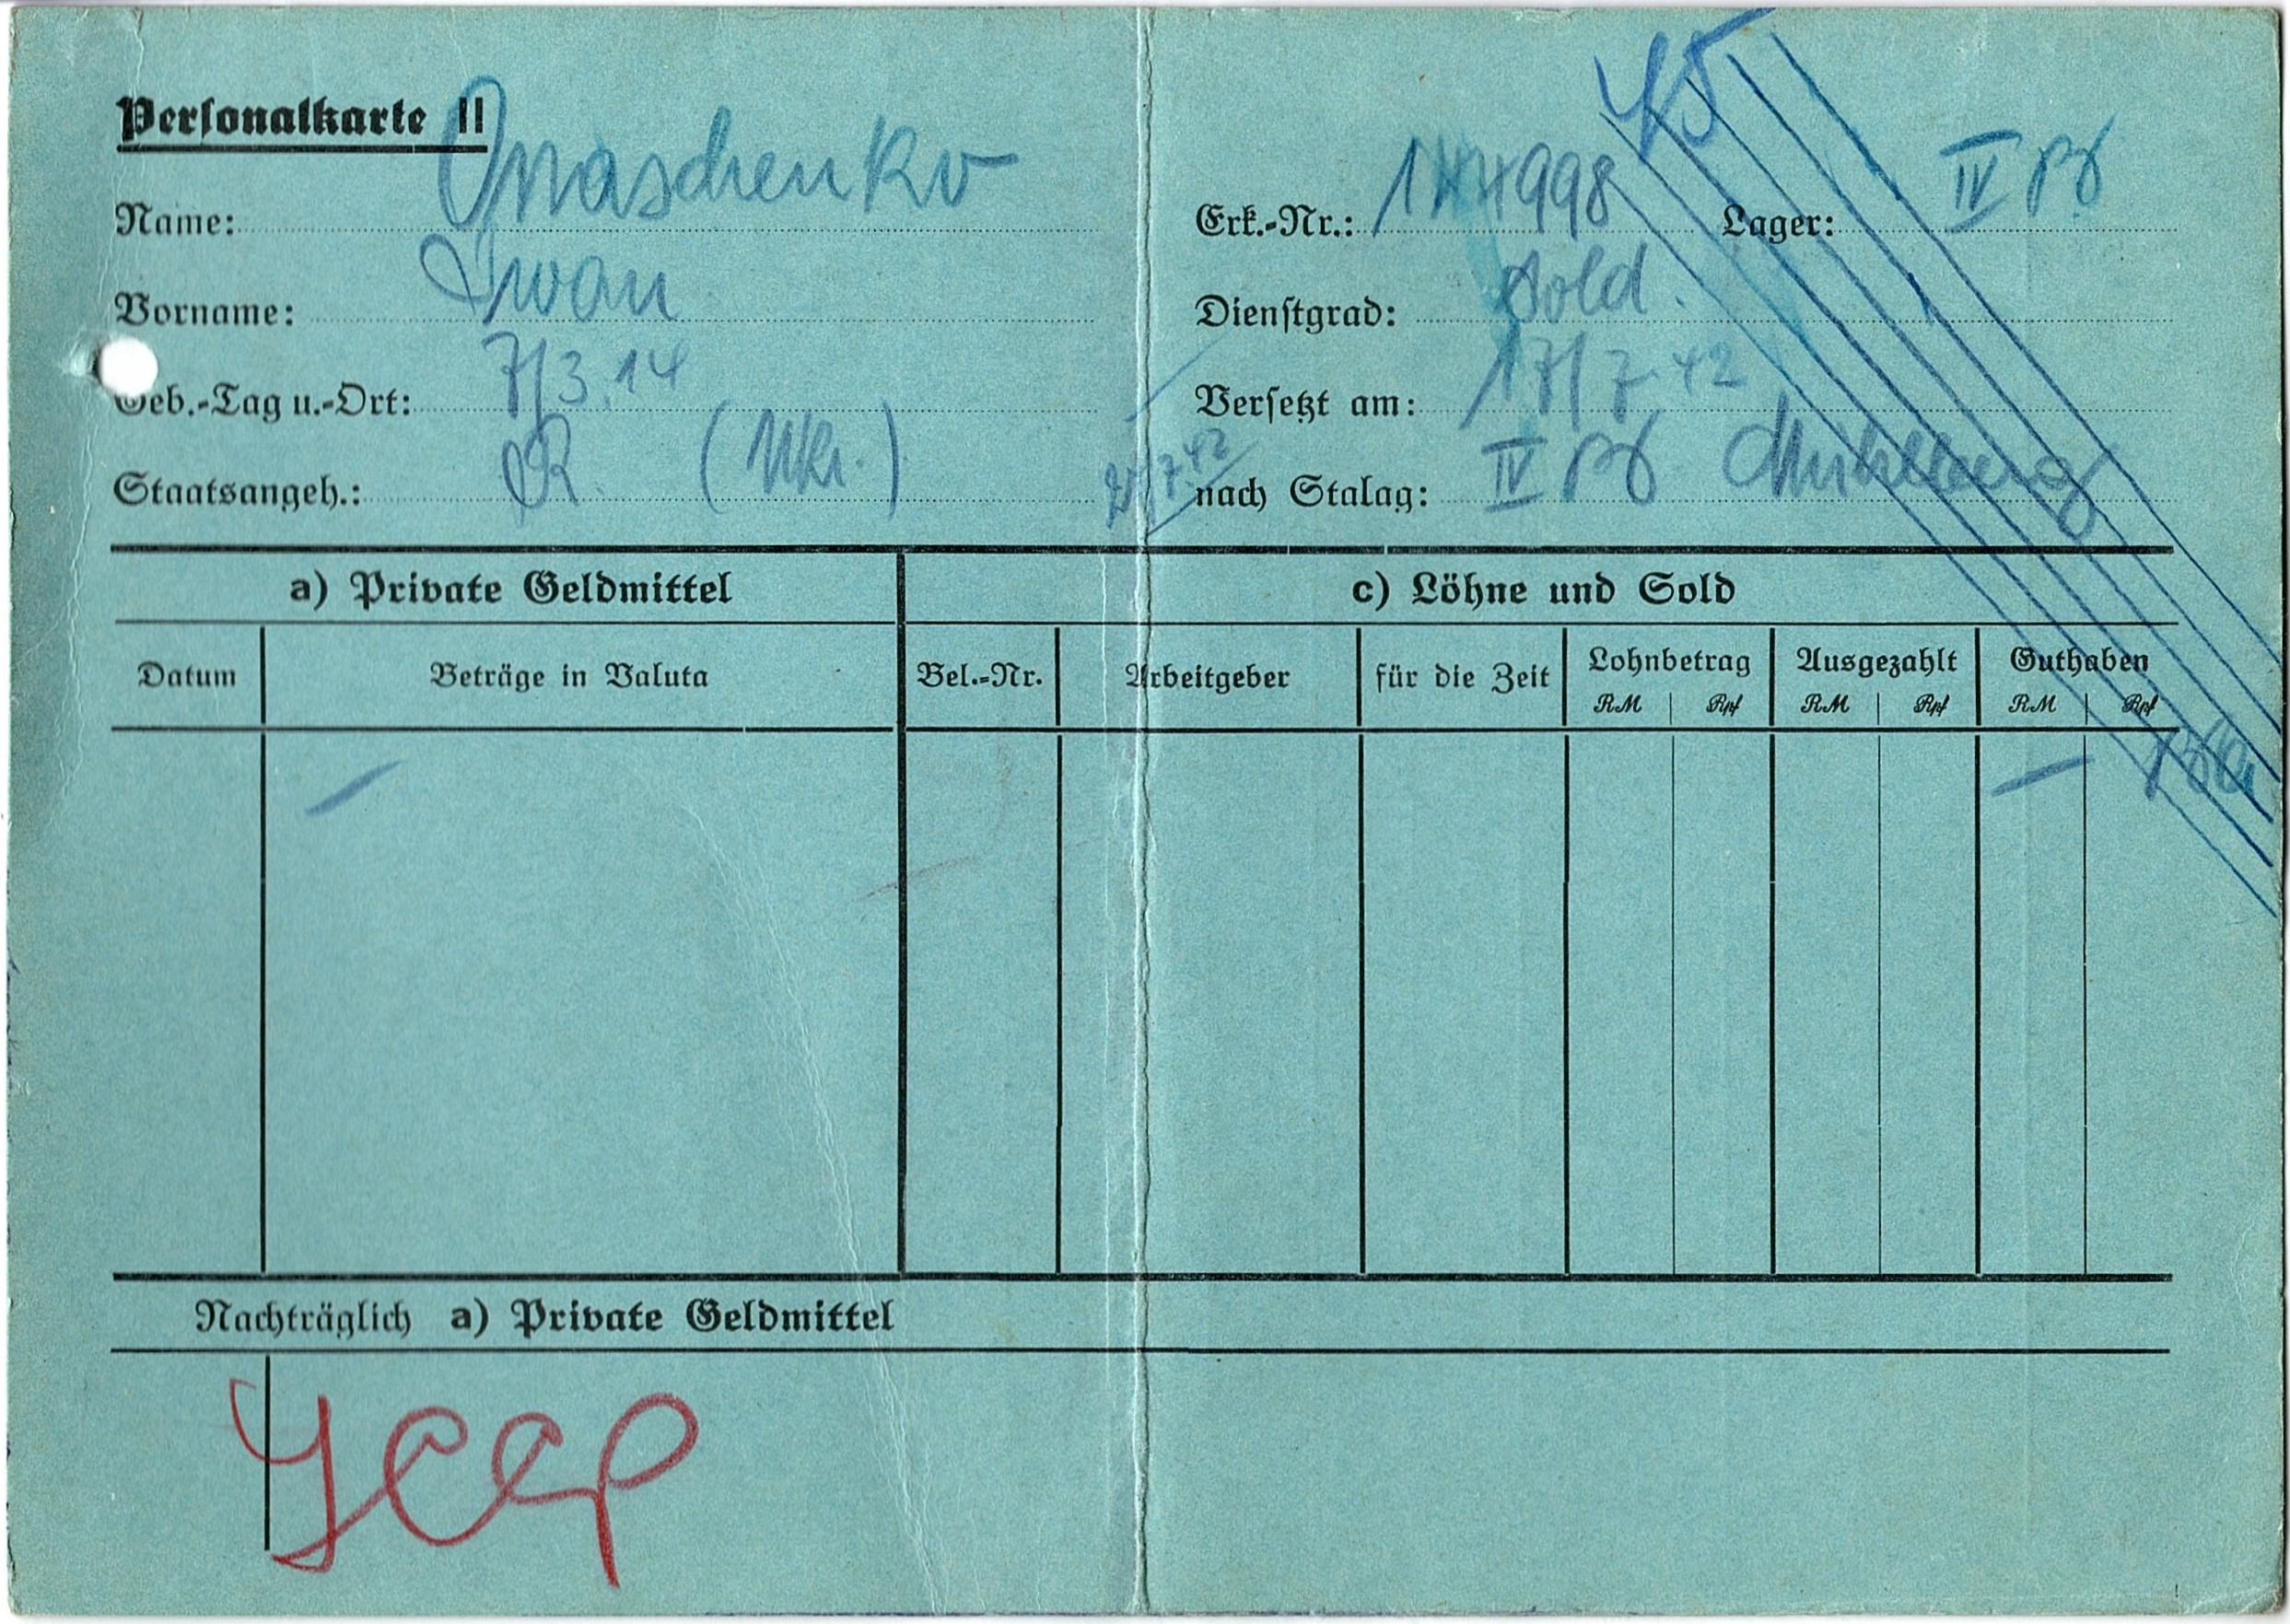 Personalkarte II
Name: Onaschenko
Erk.-Nr.: 144998 Lager: IV B
Vorname: Iwan
Dienstgrad: Sold.
Geb.-Tag u.-Ort: 7/3.14
Versetzt am: 17/7.42
Staatsangeh.: R. (Ukr.)
nach Stalag: IV B Mühlberg
a) Private Geldmittel
c) Löhne und Sold
Datum Beträge in Valuta Bel.-Nr. Arbeitgeber für die Zeit Lohnbetrag Ausgezahlt Guthaben
RM Rpf RM Rpf RM Rpf
— —
Nachträglich a) Private Geldmittel
УССР